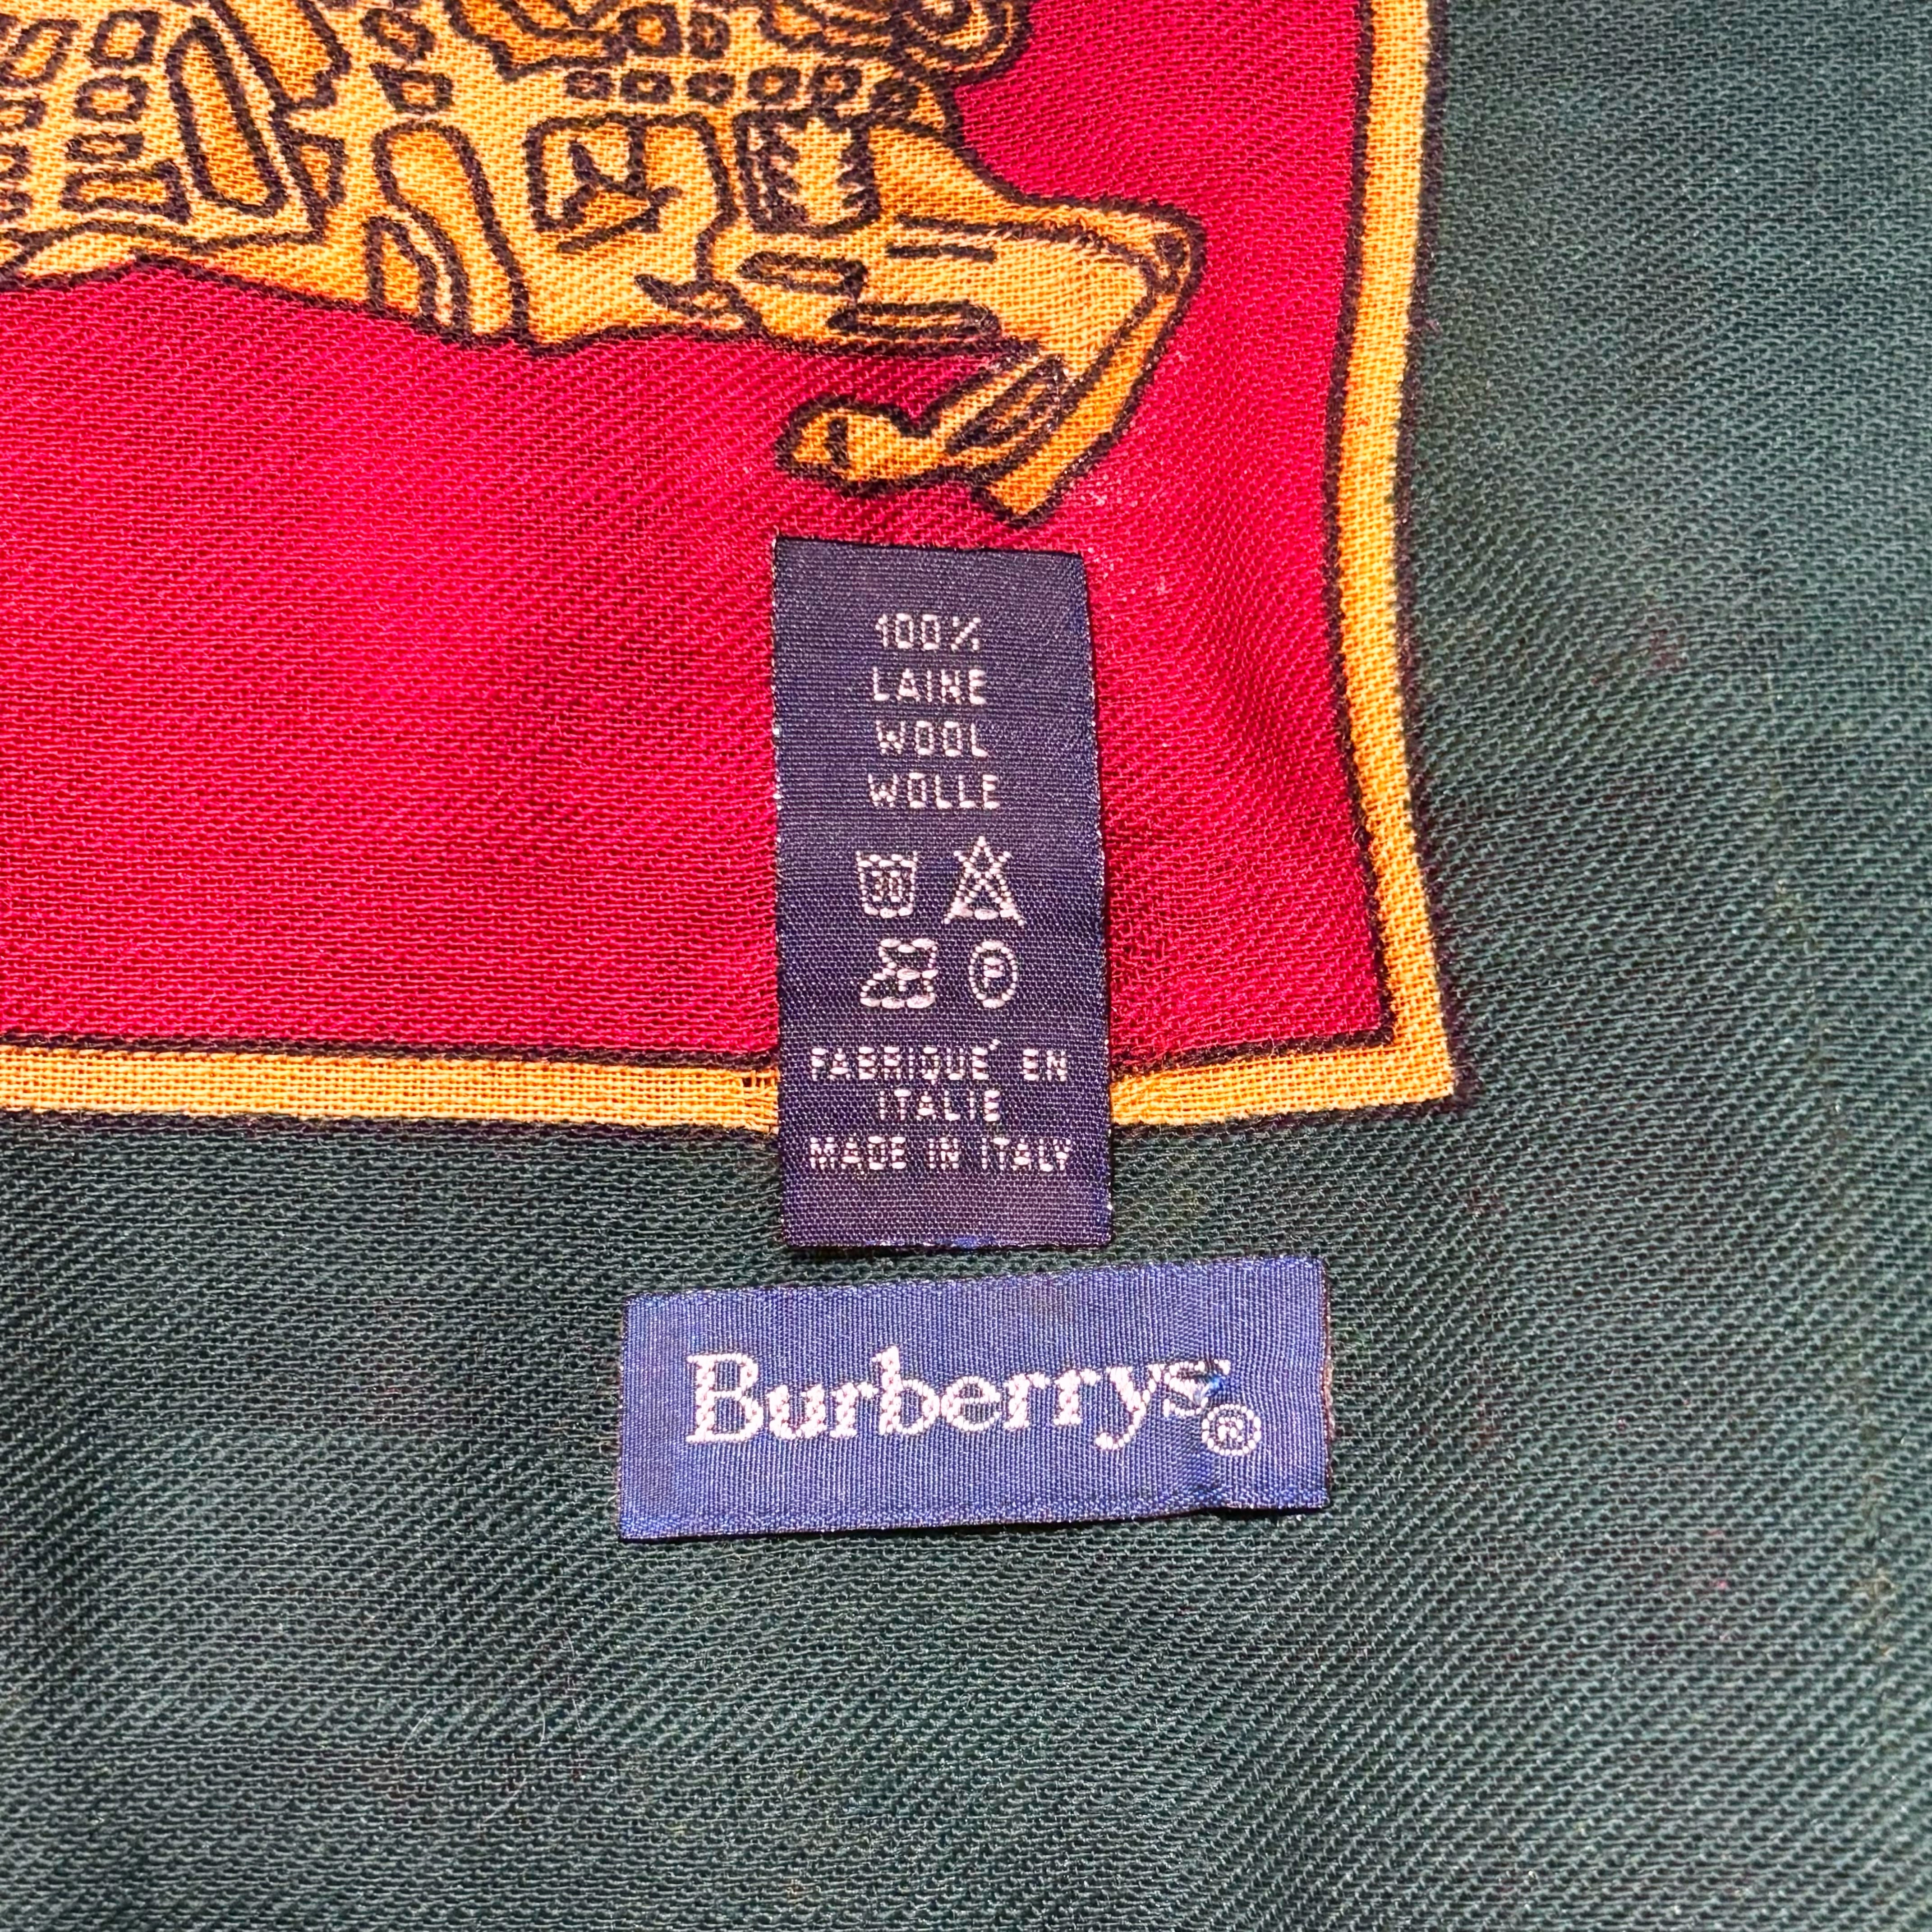 100%
LAINE
WOOL
WOLLE
30
P
FABRIQUÉ EN
ITALIE
MADE IN ITALY
Burberrys®